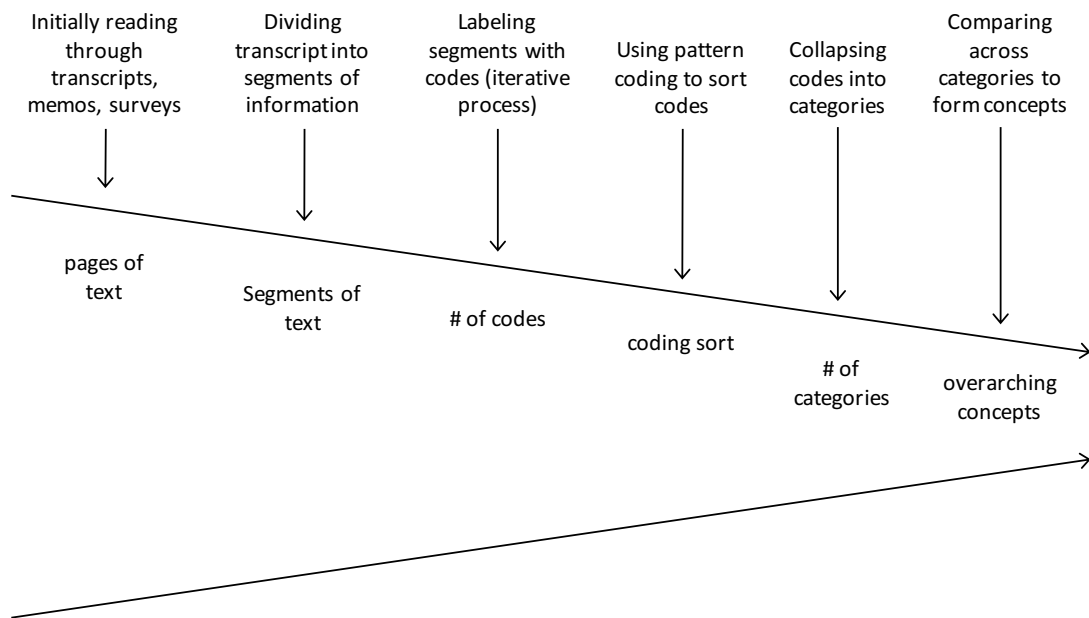 Initially reading
through
transcripts,
memos, surveys
Dividing
transcript into
segments of
information
Labeling
segments with
codes (iterative
process)
Using pattern
coding to sort
codes
Collapsing
codes into
categories
Comparing
across
categories to
form concepts
pages of
text
Segments of
text
# of codes
coding sort
# of
categories
overarching
concepts